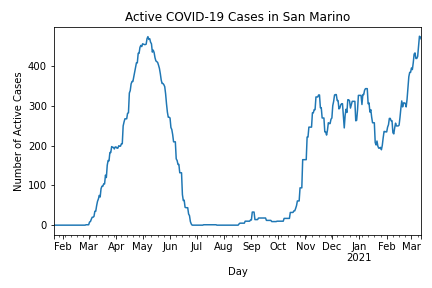 Active COVID-19 Cases in San Marino
Number of Active Cases
400
300
200
100
0
Feb Mar Apr May Jun Jul Aug Sep Oct Nov Dec Jan Feb Mar
2021
Day